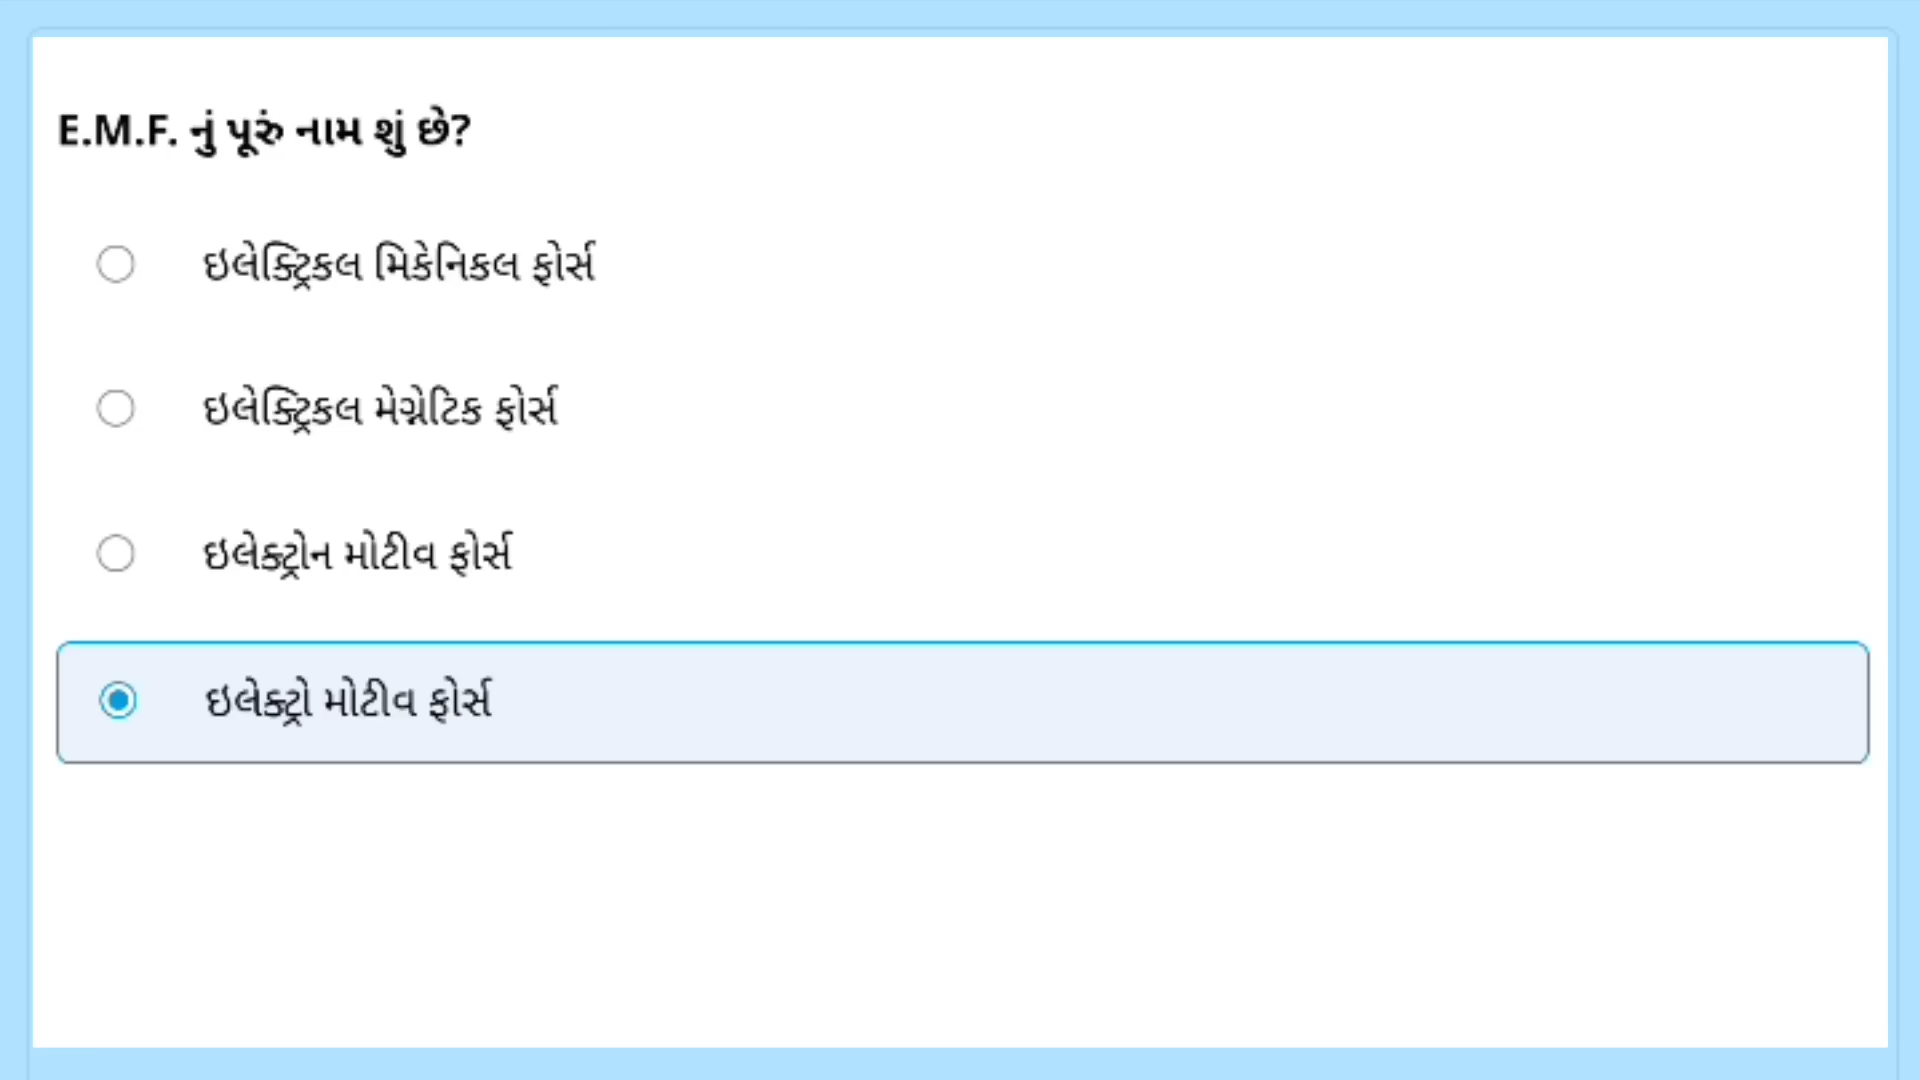 E.M.F. નું પૂરું નામ શું છે?
ઇલેક્ટ્રિકલ મિકેનિકલ ફોર્સ
ઇલેક્ટ્રિકલ મેગ્નેટિક ફોર્સ
ઇલેક્ટ્રોન મોટીવ ફોર્સ
ઇલેક્ટ્રો મોટીવ ફોર્સ